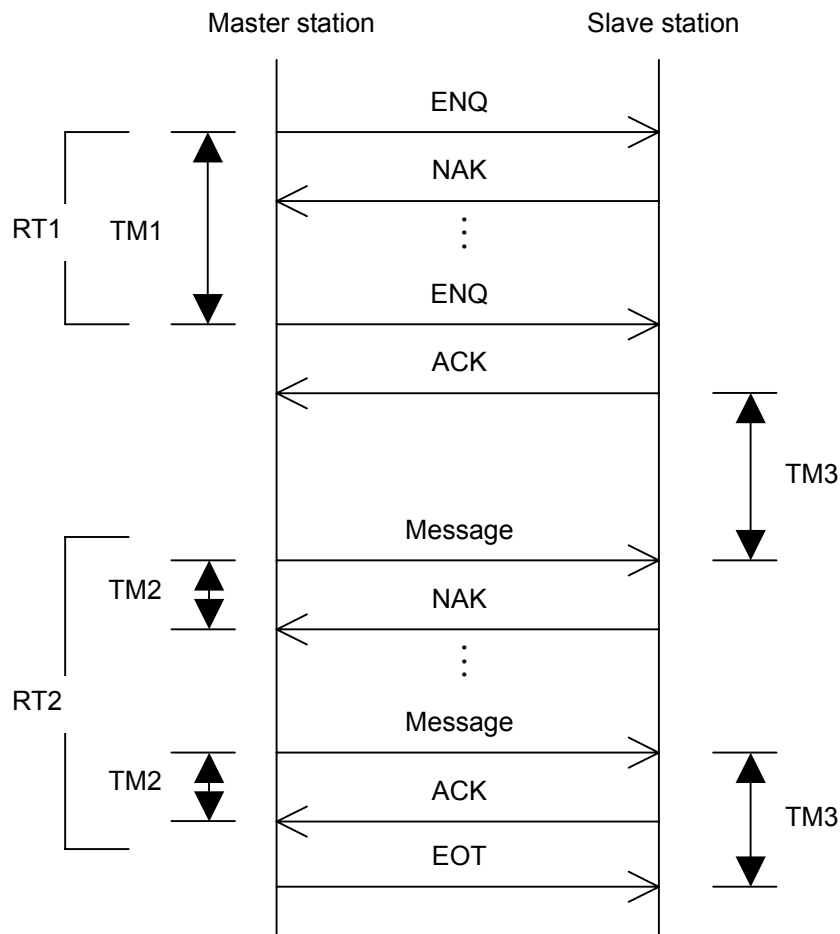 Master station
Slave station
ENQ
NAK
RT1
TM1
⋮
ENQ
ACK
TM3
Message
TM2
NAK
⋮
RT2
Message
TM2
ACK
TM3
EOT